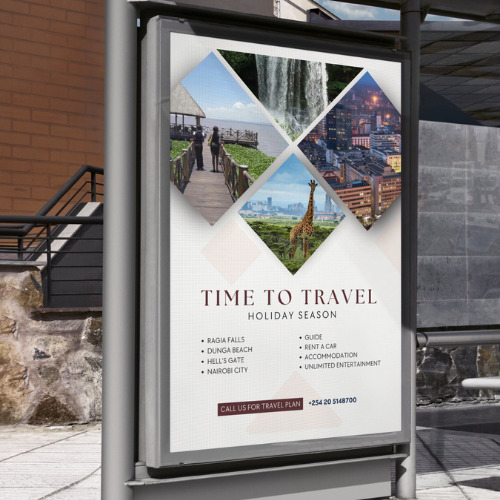 TIME TO TRAVEL
HOLIDAY SEASON
• RAGIA FALLS
• DUNGA BEACH
• HELL'S GATE
• NAIROBI CITY
• GUIDE
• RENT A CAR
• ACCOMMODATION
• UNLIMITED ENTERTAINMENT
CALL US FOR TRAVEL PLAN +254 20 5148700